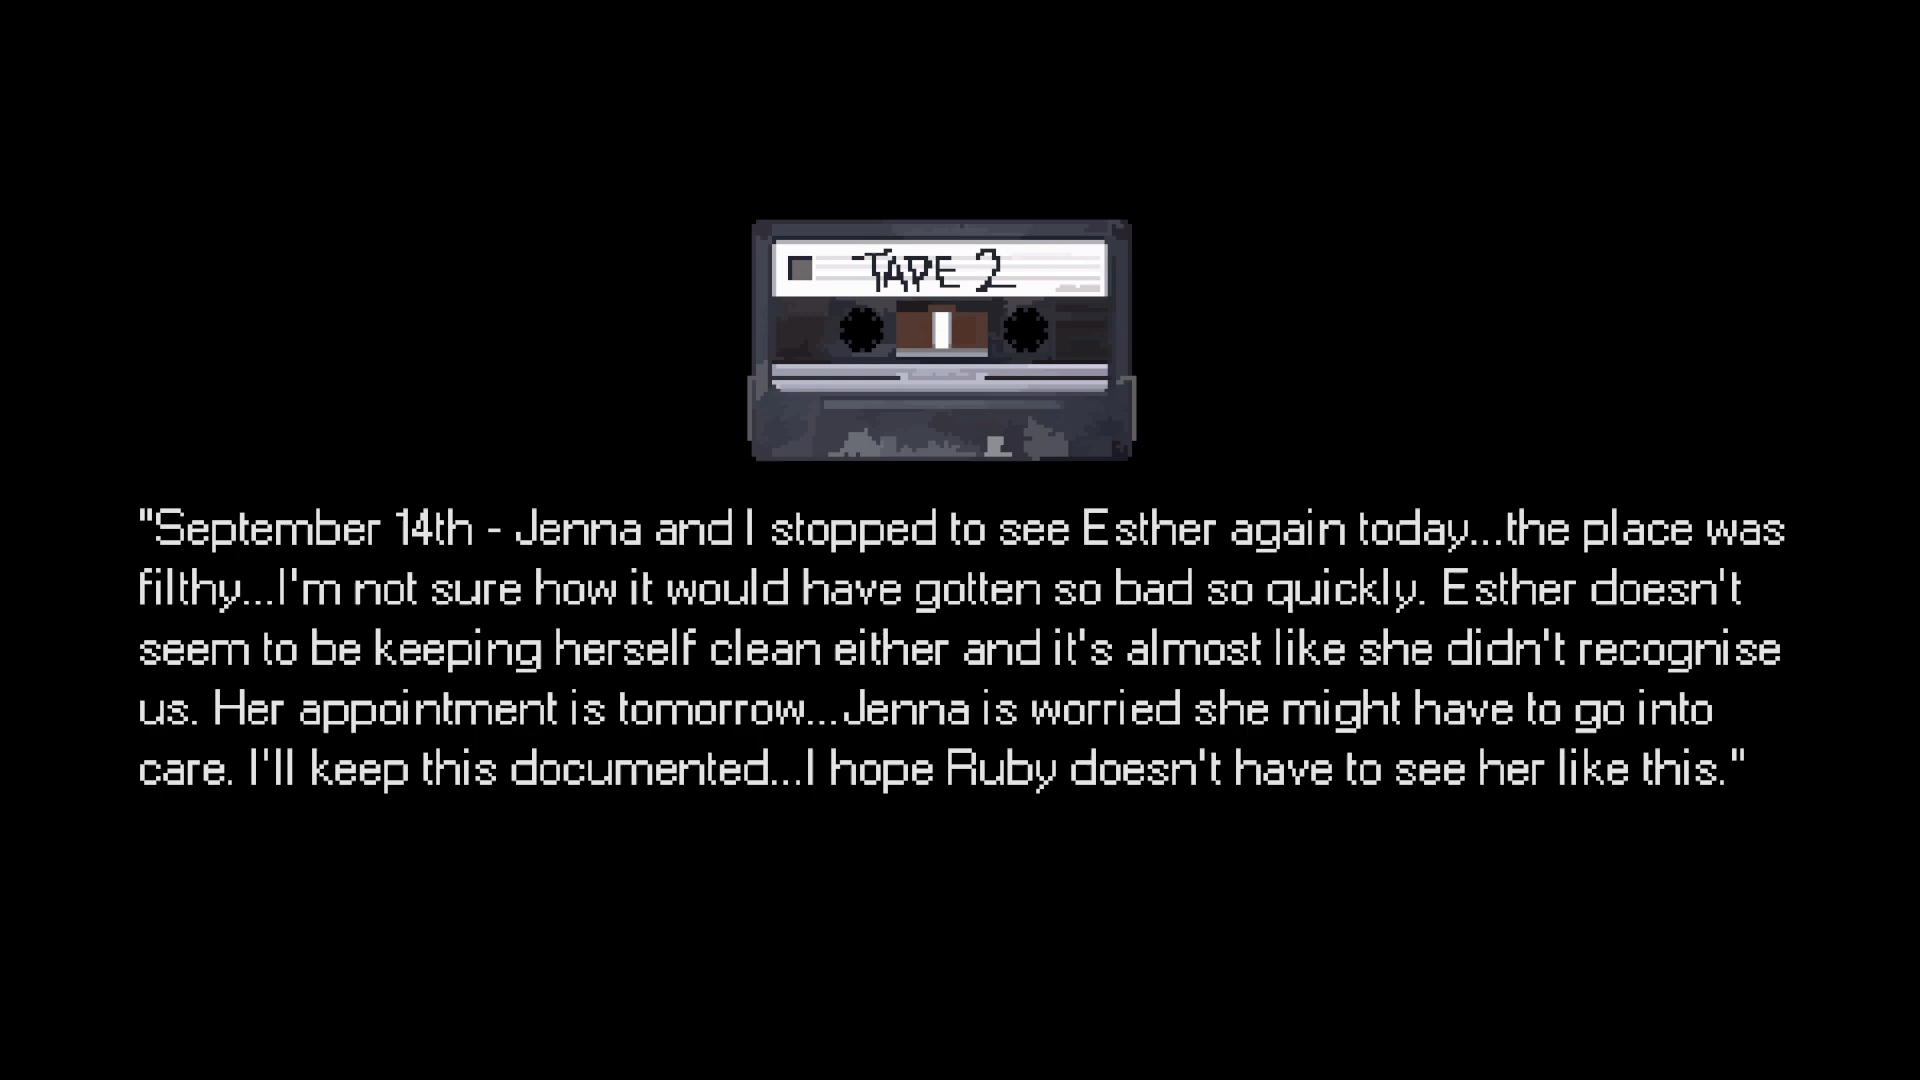 TAPE 2
"September 14th - Jenna and I stopped to see Esther again today...the place was
filthy...I'm not sure how it would have gotten so bad so quickly. Esther doesn't
seem to be keeping herself clean either and it's almost like she didn't recognise
us. Her appointment is tomorrow...Jenna is worried she might have to go into
care. I'll keep this documented...I hope Ruby doesn't have to see her like this."